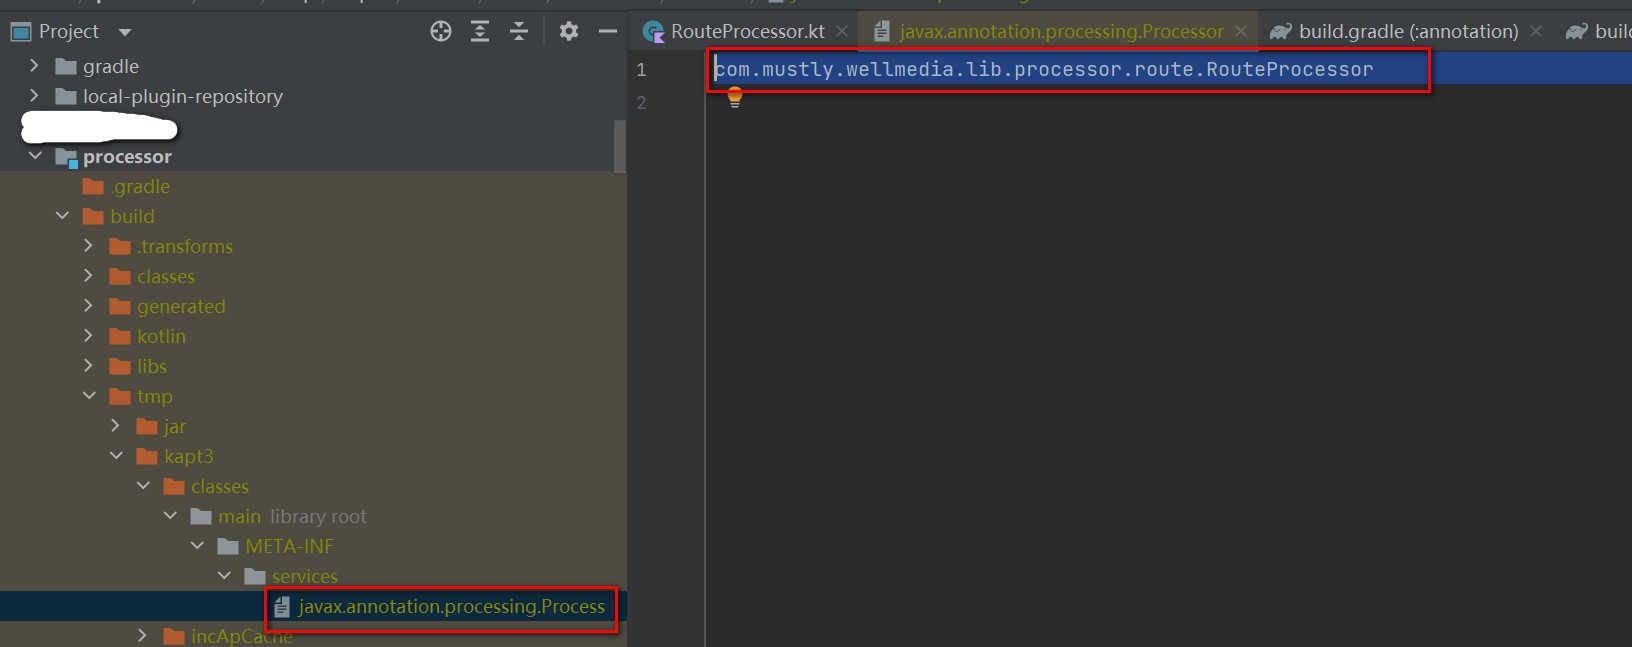 Project
RouteProcessor.kt
javax.annotation.processing.Processor
build.gradle (:annotation)
build
gradle
local-plugin-repository
processor
.gradle
build
.transforms
classes
generated
kotlin
libs
tmp
jar
kapt3
classes
main library root
META-INF
services
javax.annotation.processing.Process
incApCache
1 com.mustly.wellmedia.lib.processor.route.RouteProcessor
2